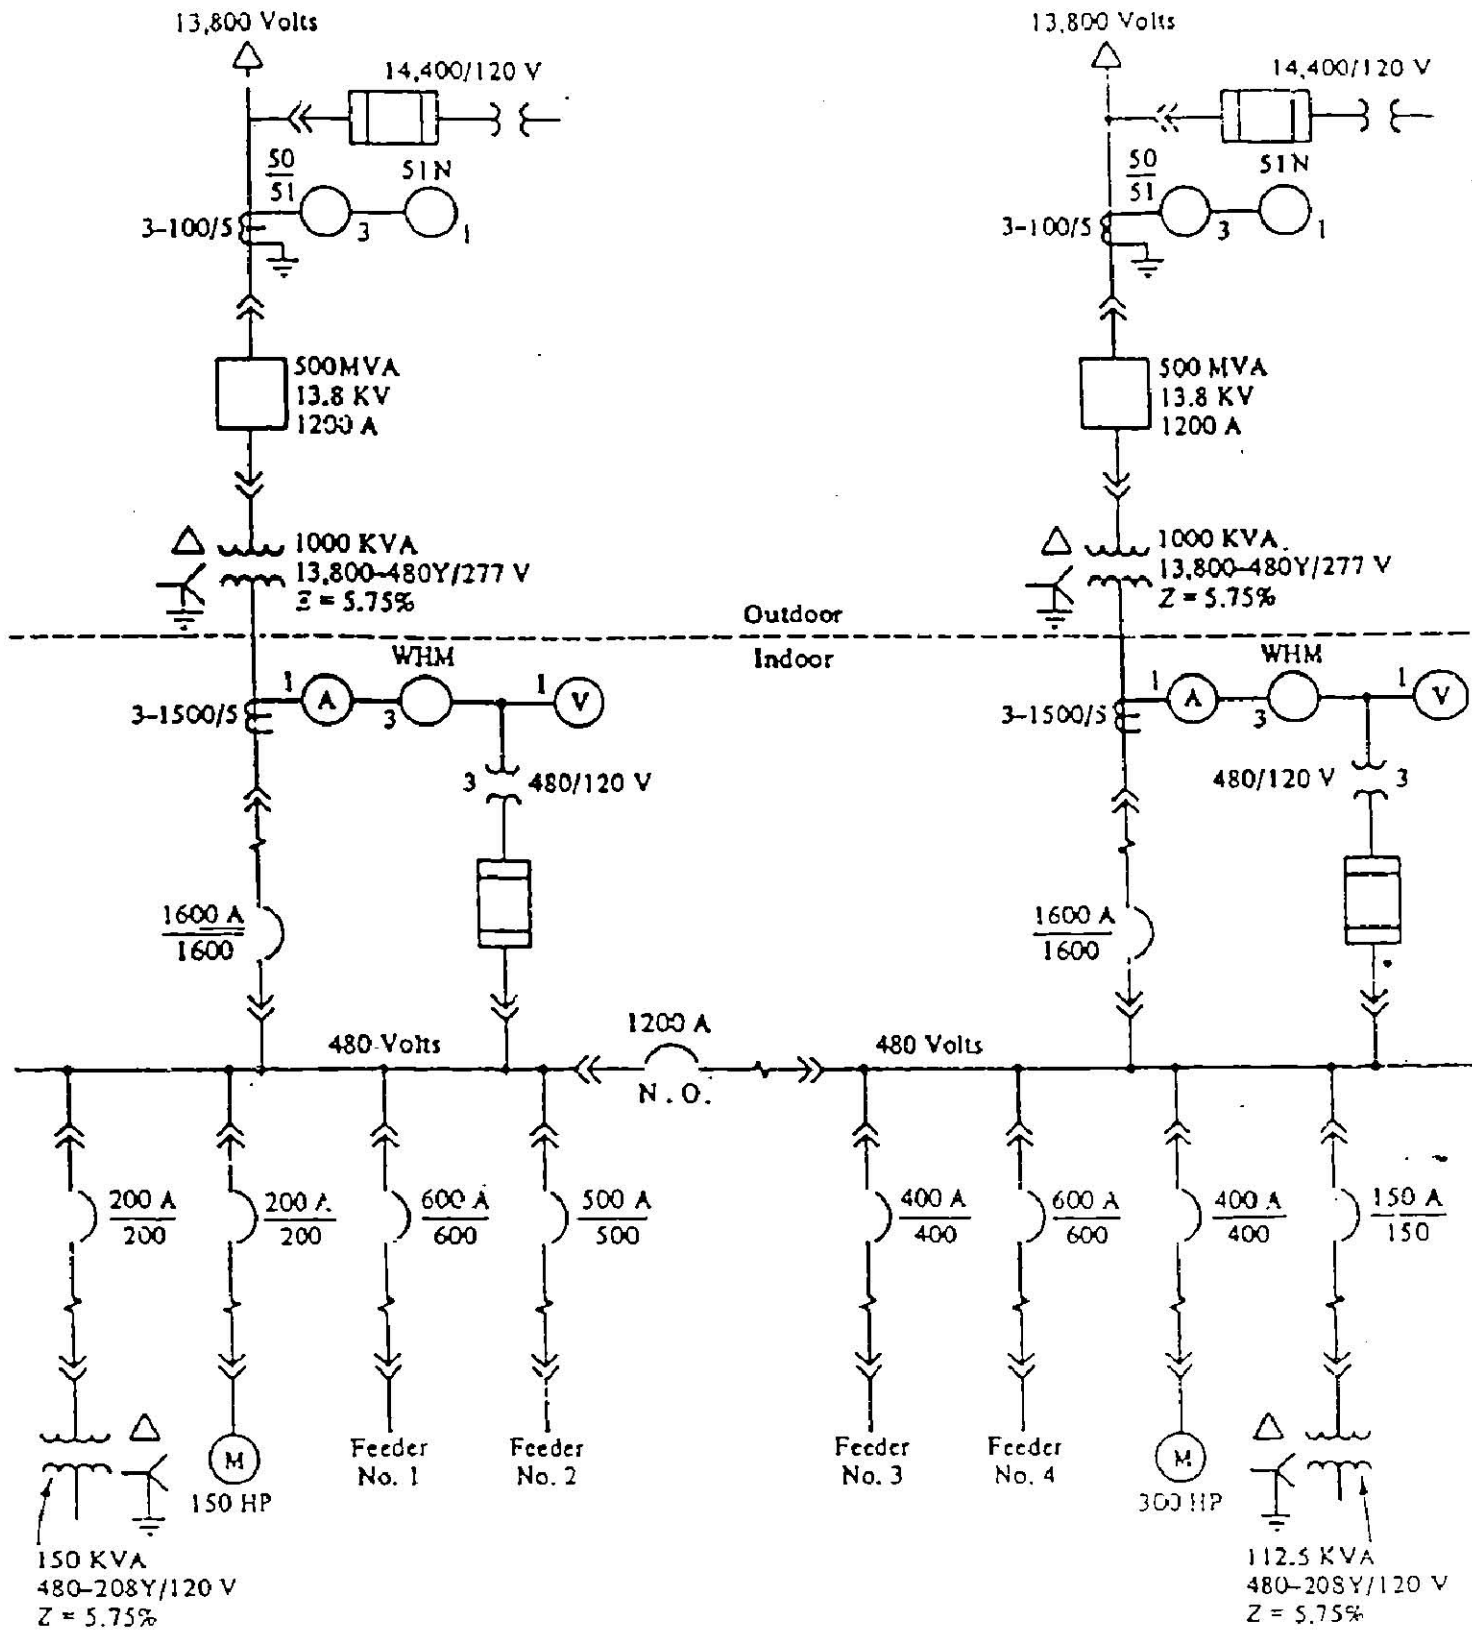 13,800 Volts
13,800 Volts
14,400/120 V
14,400/120 V
50
51
51N
50
51
51N
3-100/5
3
1
3-100/5
3
1
500MVA
13.8 KV
1200 A
500 MVA
13.8 KV
1200 A
1000 KVA
13,800-480Y/277 V
Z = 5.75%
1000 KVA
13,800-480Y/277 V
Z = 5.75%
Outdoor
Indoor
WHM
WHM
1
A
3
1
V
1
A
3
1
V
3-1500/5
3-1500/5
3
480/120 V
480/120 V
3
1600 A
1600
1600 A
1600
1200 A
480 Volts
480 Volts
N.O.
200 A
200
200 A
200
600 A
600
500 A
500
400 A
400
600 A
600
400 A
400
150 A
150
M
150 HP
Feeder
No. 1
Feeder
No. 2
Feeder
No. 3
Feeder
No. 4
M
300 HP
150 KVA
480-208Y/120 V
Z = 5.75%
112.5 KVA
480-208Y/120 V
Z = 5.75%